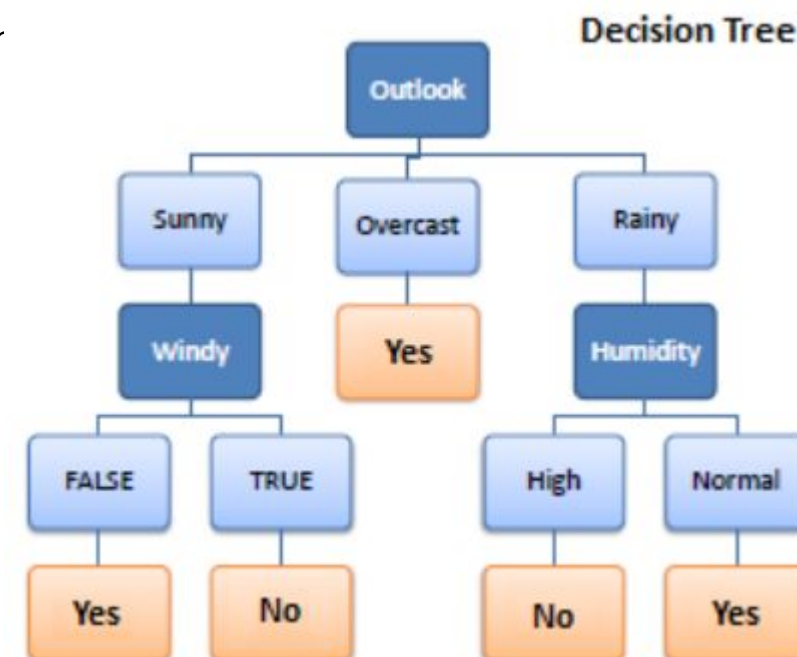 Decision Tree
Outlook
Sunny
Overcast
Rainy
Windy
Yes
Humidity
FALSE
TRUE
High
Normal
Yes
No
No
Yes